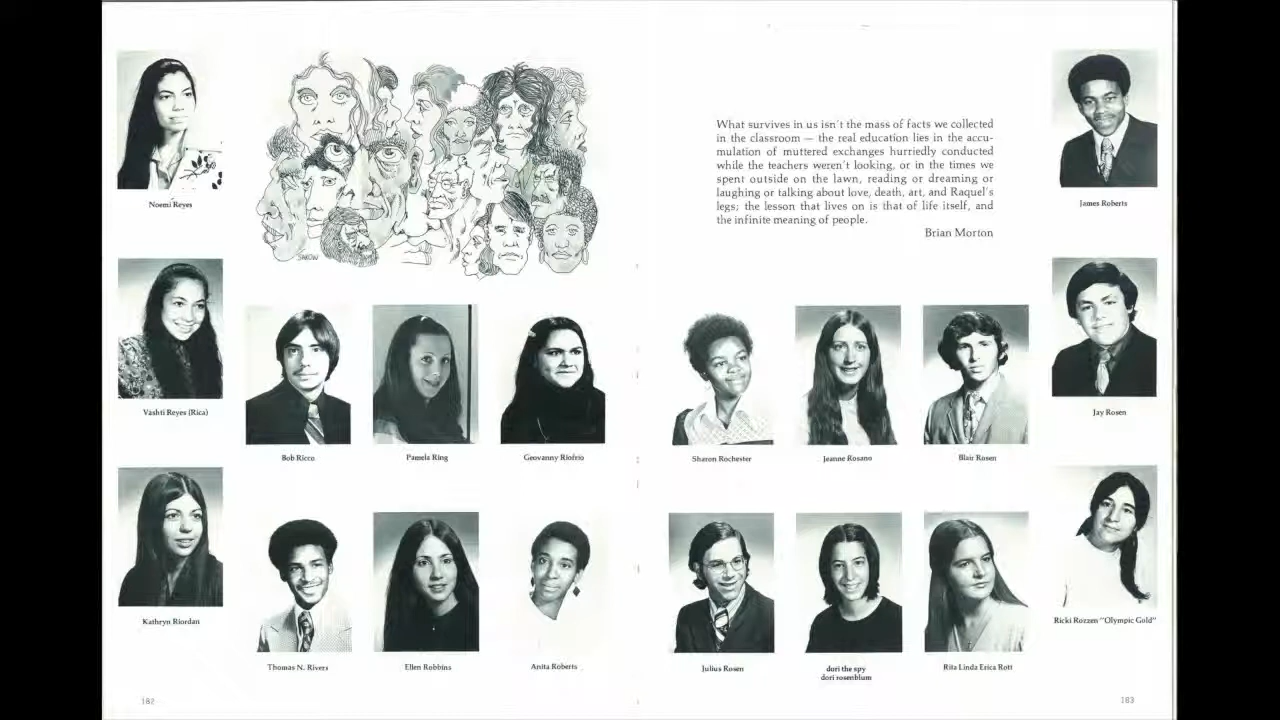 Noemi Reyes
SNOW
Vashti Reyes (Rica)
Bob Ricco
Pamela Ring
Geovanny Riofrio
Kathryn Riordan
Thomas N. Rivers
Ellen Robbins
Anita Roberts
182
What survives in us isn't the mass of facts we collected
in the classroom — the real education lies in the accu-
mulation of muttered exchanges hurriedly conducted
while the teachers weren't looking, or in the times we
spent outside on the lawn, reading or dreaming or
laughing or talking about love, death, art, and Raquel's
legs; the lesson that lives on is that of life itself, and
the infinite meaning of people.
Brian Morton
James Roberts
Sharon Rochester
Jeanne Rosano
Blair Rosen
Jay Rosen
Julius Rosen
dori the spy
dori rosenblum
Rita Linda Erica Rott
Ricki Rozzen "Olympic Gold"
183